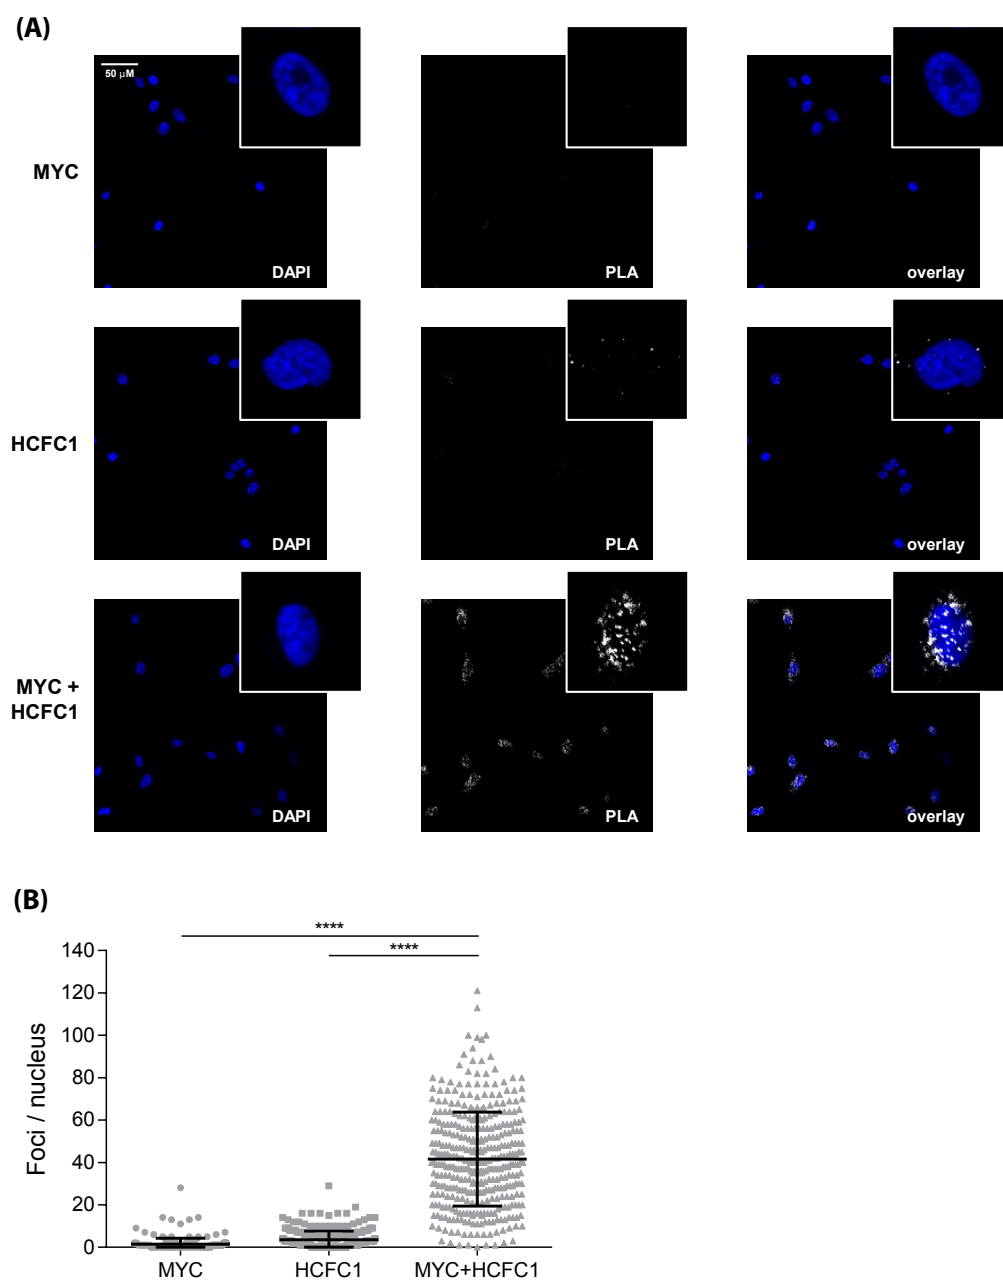 (A)
50 µM
MYC
DAPI
PLA
overlay
HCFC1
DAPI
PLA
overlay
MYC +
HCFC1
DAPI
PLA
overlay
(B)
****
****
140
120
100
80
60
40
20
0
Foci / nucleus
MYC
HCFC1
MYC+HCFC1